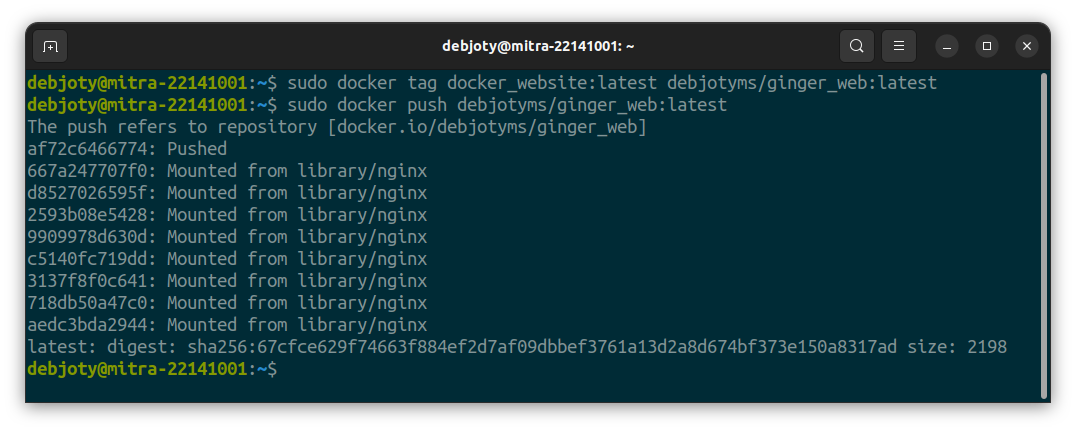 debjoty@mitra-22141001: ~
debjoty@mitra-22141001:~$ sudo docker tag docker_website:latest debjotyms/ginger_web:latest
debjoty@mitra-22141001:~$ sudo docker push debjotyms/ginger_web:latest
The push refers to repository [docker.io/debjotyms/ginger_web]
af72c6466774: Pushed
667a247707f0: Mounted from library/nginx
d8527026595f: Mounted from library/nginx
2593b08e5428: Mounted from library/nginx
9909978d630d: Mounted from library/nginx
c5140fc719dd: Mounted from library/nginx
3137f8f0c641: Mounted from library/nginx
718db50a47c0: Mounted from library/nginx
aedc3bda2944: Mounted from library/nginx
latest: digest: sha256:67cfce629f74663f884ef2d7af09dbbef3761a13d2a8d674bf373e150a8317ad size: 2198
debjoty@mitra-22141001:~$